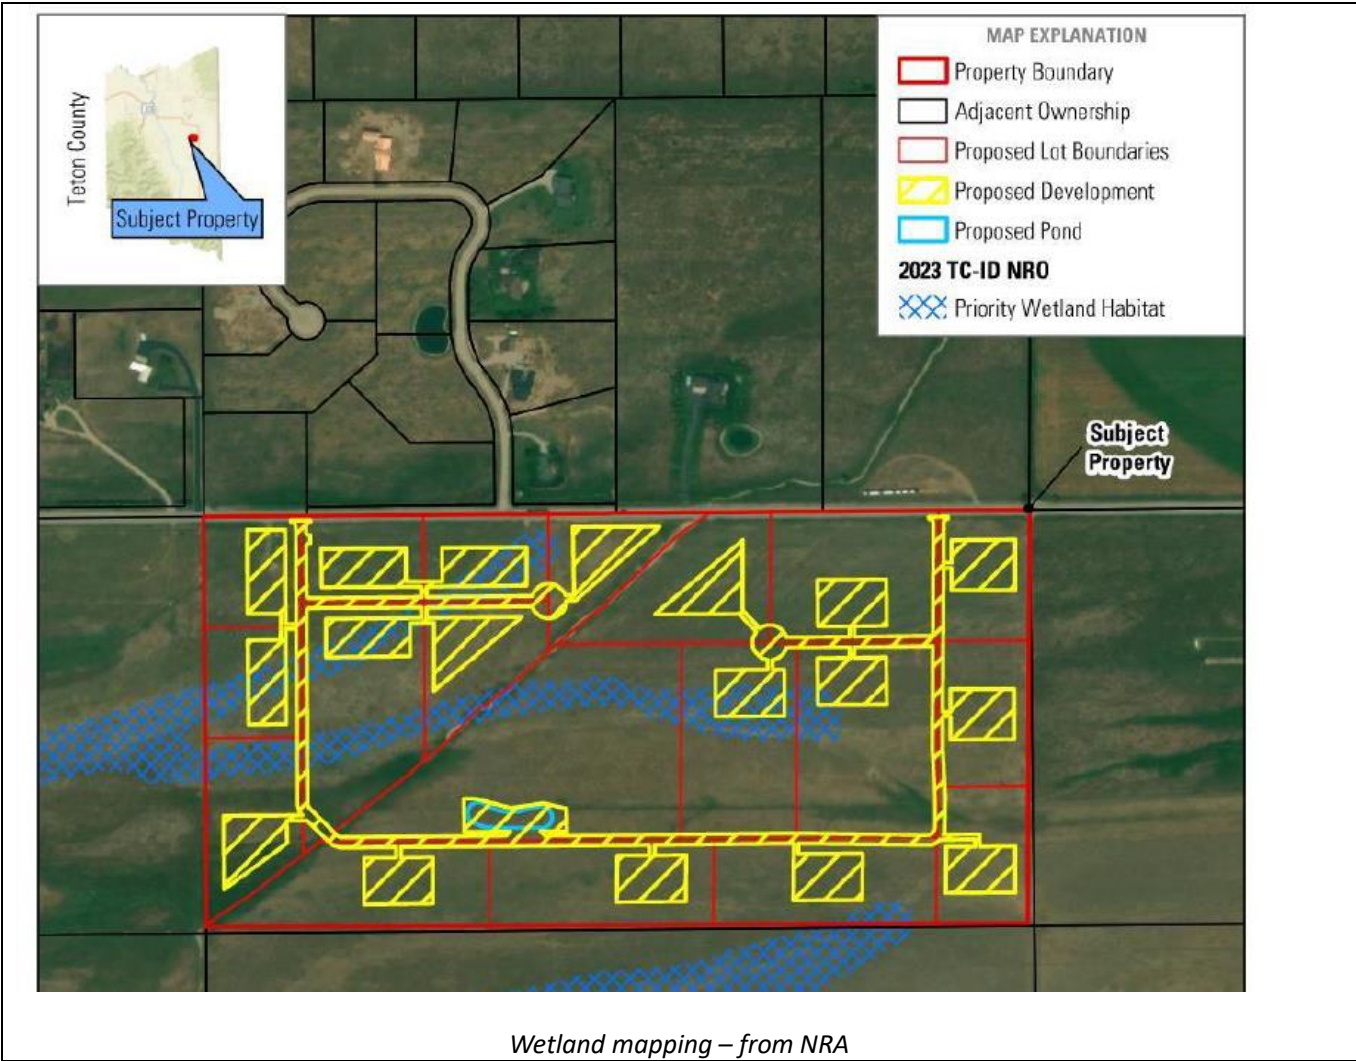 Teton County
Subject Property
MAP EXPLANATION
Property Boundary
Adjacent Ownership
Proposed Lot Boundaries
Proposed Development
Proposed Pond
2023 TC-ID NRO
Priority Wetland Habitat
Subject
Property
Wetland mapping – from NRA